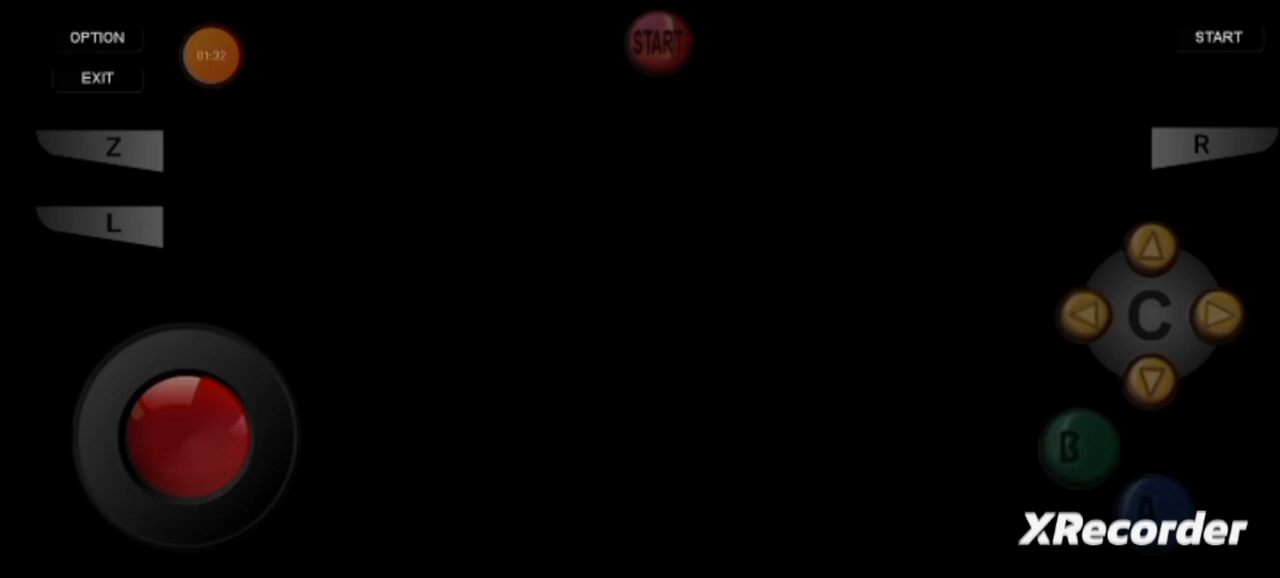 OPTION
01:32
START
START
EXIT
Z
R
L
C
B
A
XRecorder